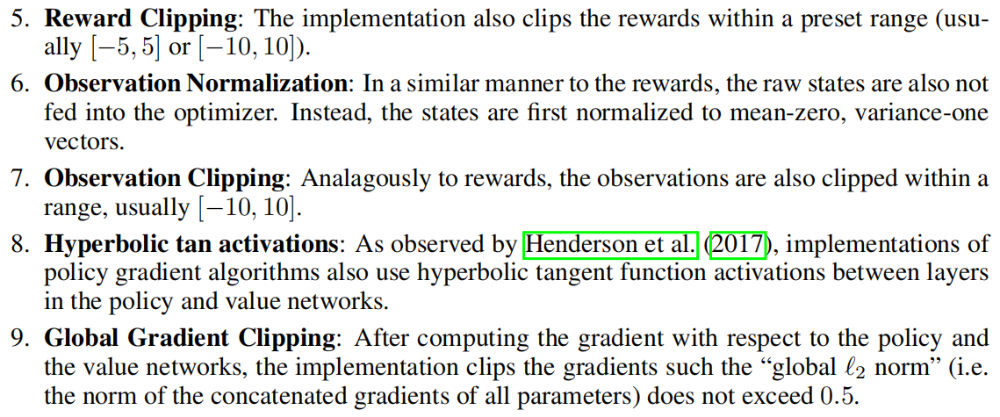 5. Reward Clipping: The implementation also clips the rewards within a preset range (usu-
ally [−5, 5] or [−10, 10]).
6. Observation Normalization: In a similar manner to the rewards, the raw states are also not
fed into the optimizer. Instead, the states are first normalized to mean-zero, variance-one
vectors.
7. Observation Clipping: Analagously to rewards, the observations are also clipped within a
range, usually [−10, 10].
8. Hyperbolic tan activations: As observed by Henderson et al. (2017), implementations of
policy gradient algorithms also use hyperbolic tangent function activations between layers
in the policy and value networks.
9. Global Gradient Clipping: After computing the gradient with respect to the policy and
the value networks, the implementation clips the gradients such the “global ℓ₂ norm” (i.e.
the norm of the concatenated gradients of all parameters) does not exceed 0.5.